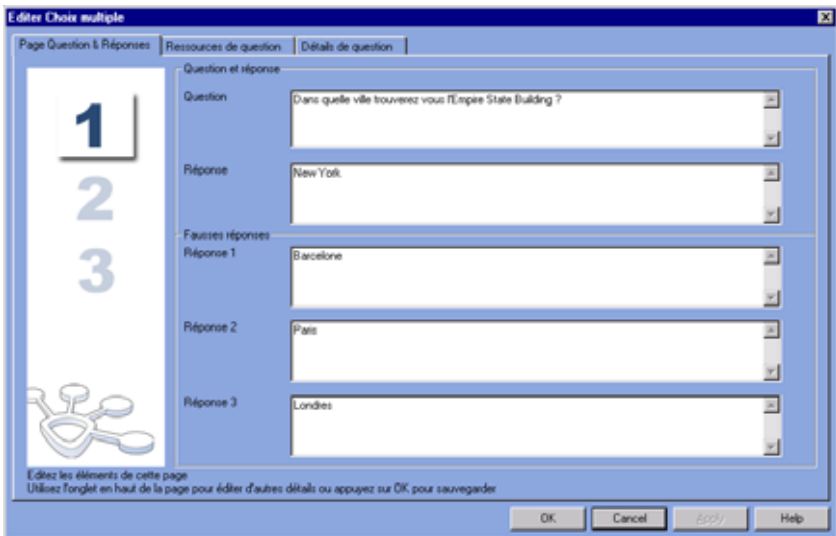 Editer Choix multiple
Page Question & Réponses Ressources de question Détails de question
1
2
3
Question et réponse
Question
Dans quelle ville trouverez vous l'Empire State Building ?
Réponse
New York
Fausses réponses
Réponse 1
Barcelone
Réponse 2
Paris
Réponse 3
Londres
Editez les éléments de cette page
Utilisez l'onglet en haut de la page pour éditer d'autres détails ou appuyez sur OK pour sauvegarder
OK Cancel Apply Help